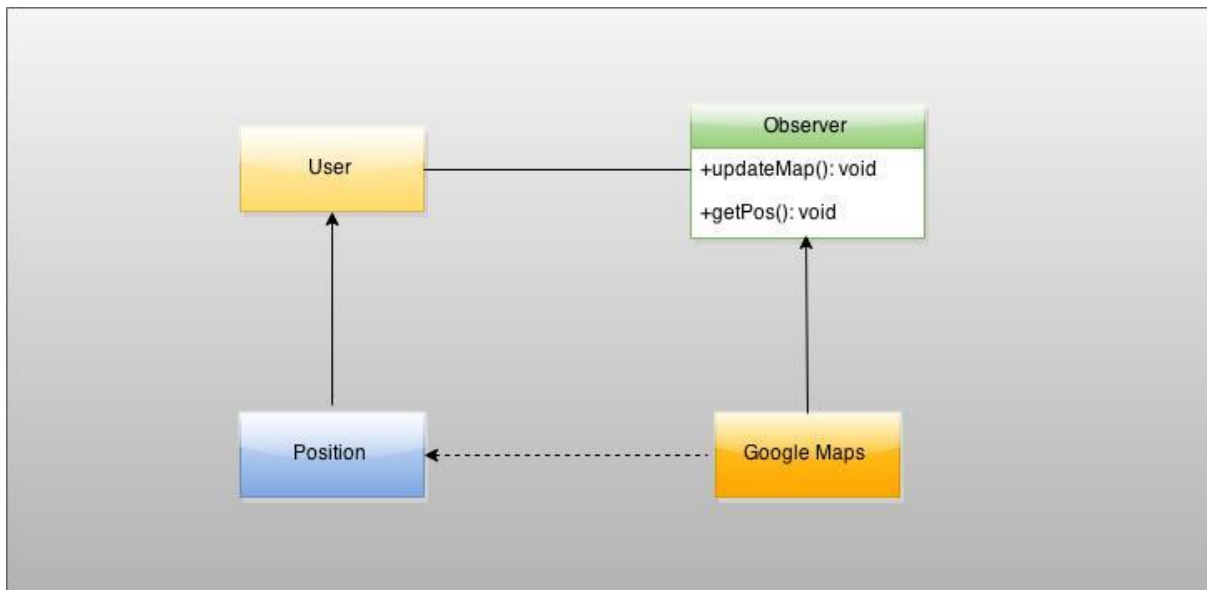 User
Observer
+updateMap(): void
+getPos(): void
Position
Google Maps